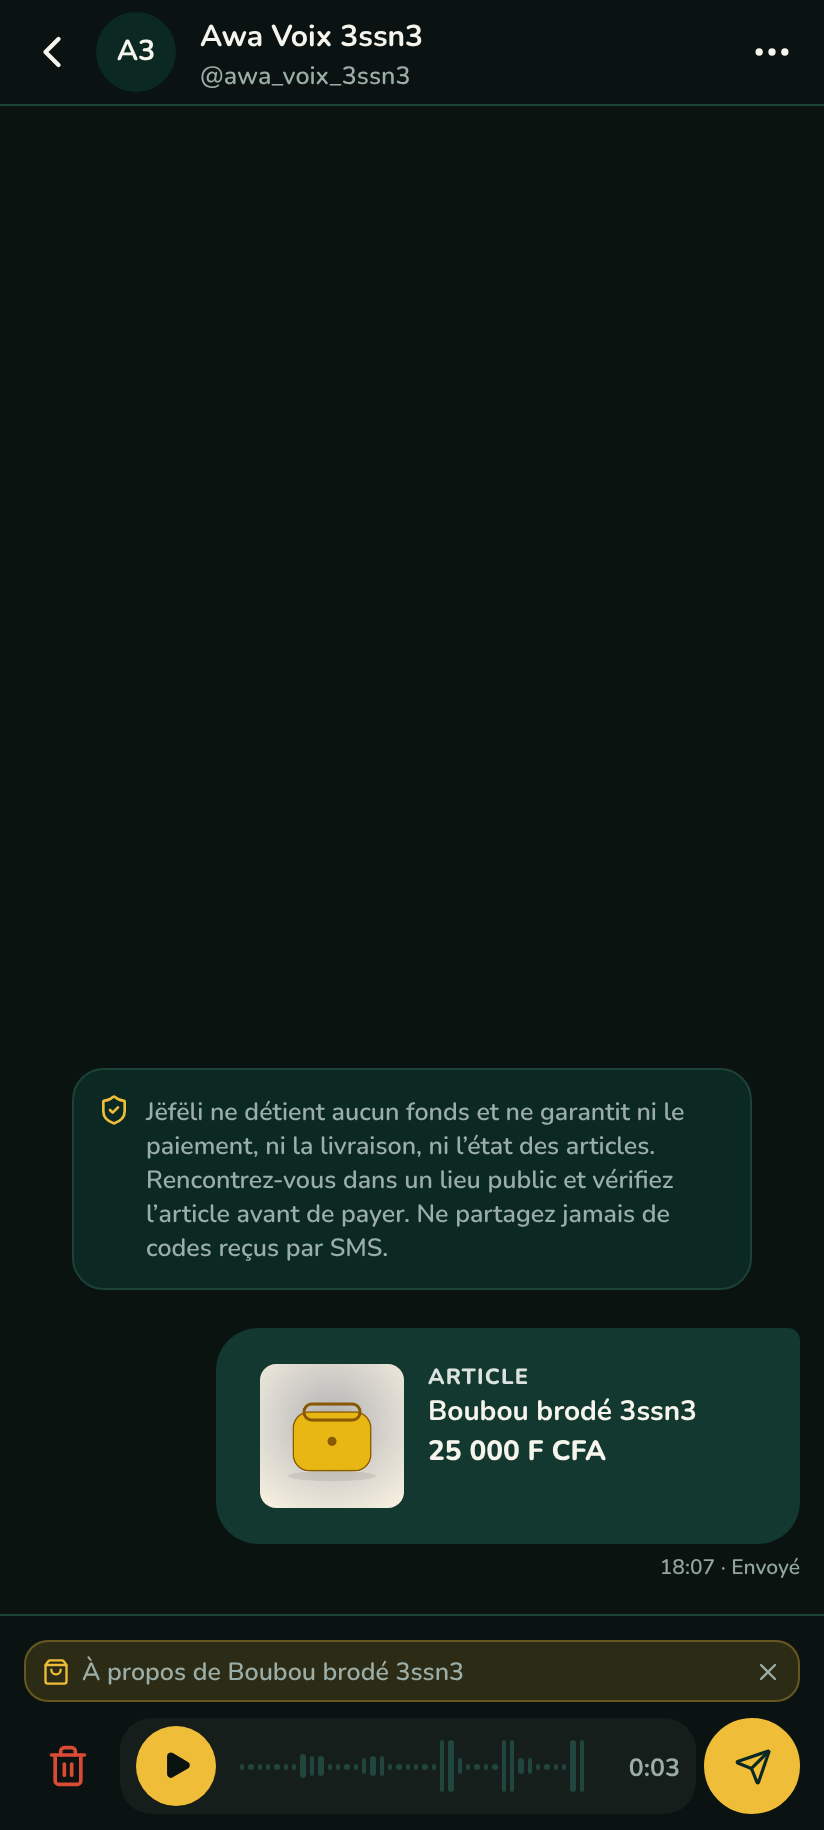 A3
Awa Voix 3ssn3
@awa_voix_3ssn3
Jëfëli ne détient aucun fonds et ne garantit ni le
paiement, ni la livraison, ni l’état des articles.
Rencontrez-vous dans un lieu public et vérifiez
l’article avant de payer. Ne partagez jamais de
codes reçus par SMS.
ARTICLE
Boubou brodé 3ssn3
25 000 F CFA
18:07 · Envoyé
À propos de Boubou brodé 3ssn3
0:03